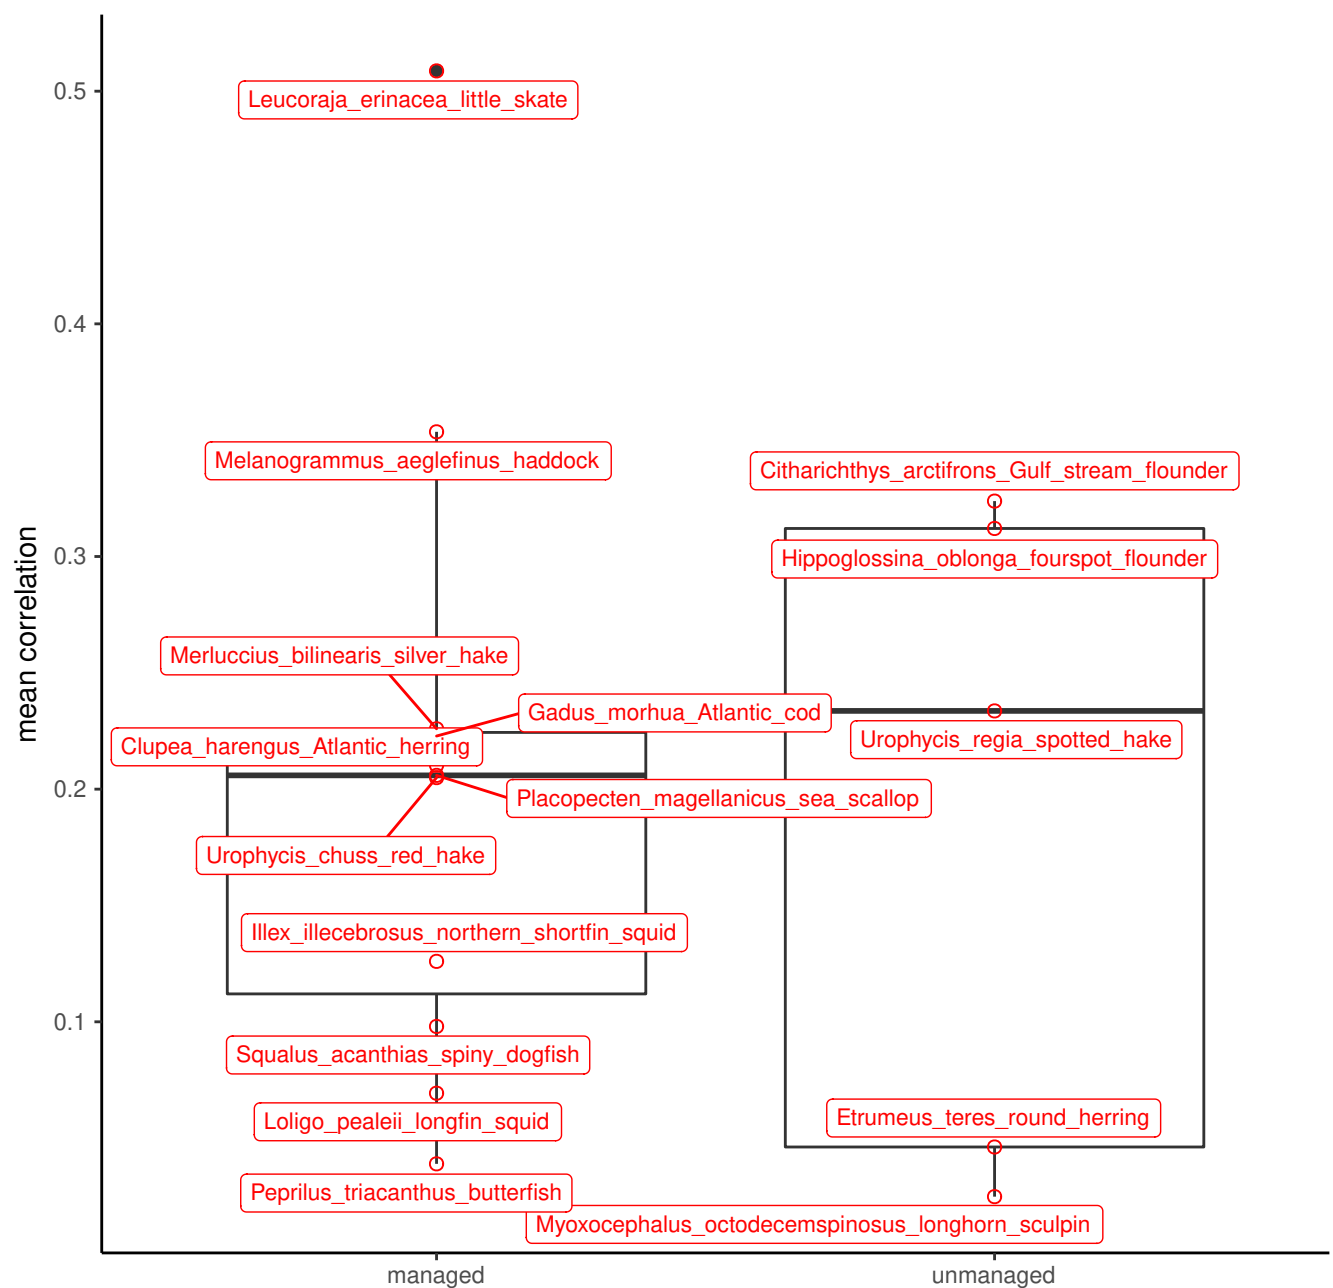 0.5
0.4
0.3
0.2
0.1
mean correlation
Leucoraja_erinacea_little_skate
Melanogrammus_aeglefinus_haddock
Citharichthys_arctifrons_Gulf_stream_flounder
Hippoglossina_oblonga_fourspot_flounder
Merluccius_bilinearis_silver_hake
Gadus_morhua_Atlantic_cod
Clupea_harengus_Atlantic_herring
Urophycis_regia_spotted_hake
Placopecten_magellanicus_sea_scallop
Urophycis_chuss_red_hake
Illex_illecebrosus_northern_shortfin_squid
Squalus_acanthias_spiny_dogfish
Loligo_pealeii_longfin_squid
Etrumeus_teres_round_herring
Peprilus_triacanthus_butterfish
Myoxocephalus_octodecemspinosus_longhorn_sculpin
managed
unmanaged